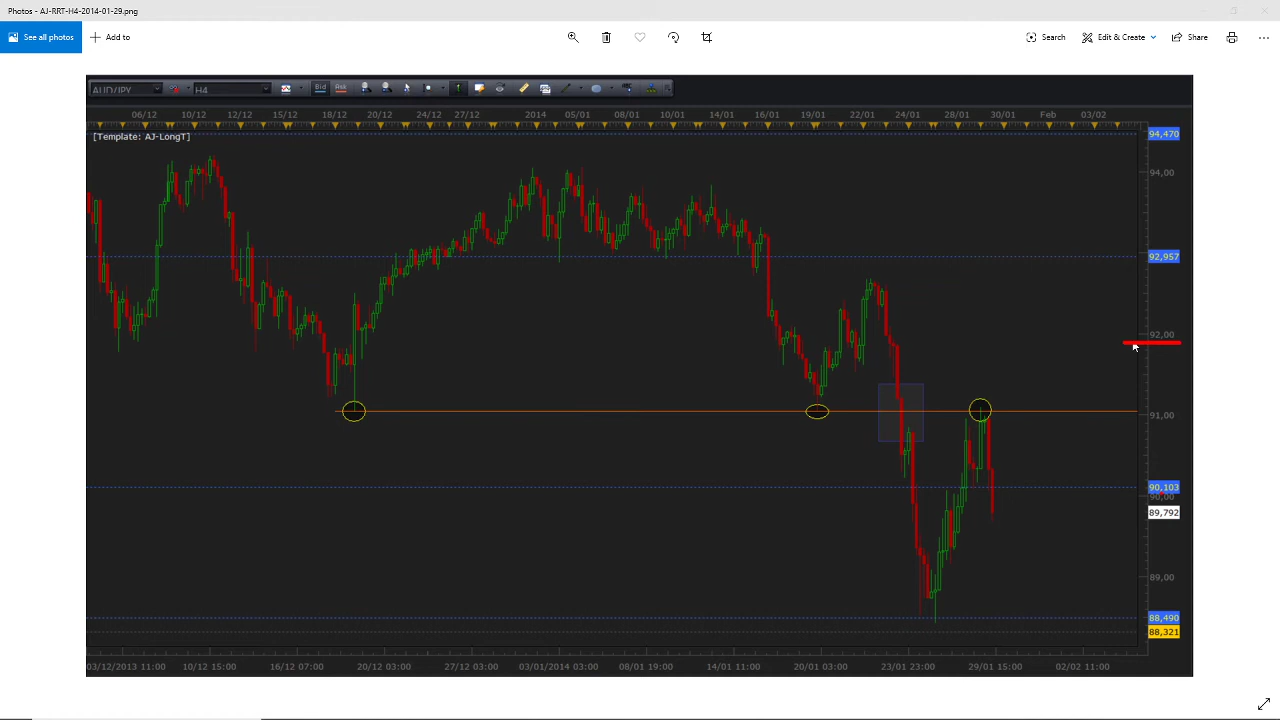 Photos - AJ-RRT-H4-2014-01-29.png
See all photos
Add to
Search
Edit & Create
Share
AUD/JPY
H4
Bid
Ask
06/12 10/12 12/12 15/12 18/12 20/12 24/12 27/12 2014 05/01 08/01 10/01 14/01 16/01 19/01 22/01 24/01 28/01 30/01 Feb 03/02
[Template: AJ-LongT]
94,470
94,00
92,957
92,00
91,00
90,103
90,00
89,792
89,00
88,490
88,321
03/12/2013 11:00 10/12 15:00 16/12 07:00 20/12 03:00 27/12 03:00 03/01/2014 03:00 08/01 19:00 14/01 11:00 20/01 03:00 23/01 23:00 29/01 15:00 02/02 11:00